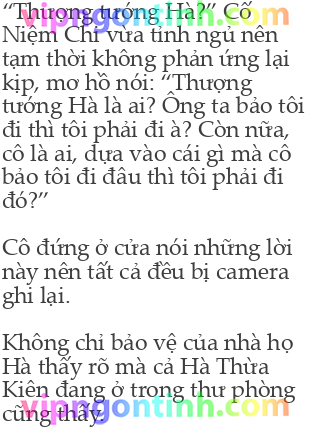 “Thượng tướng Hà?” Cố
vipngontinh.com
Niệm Chi vừa tỉnh ngủ nên
tạm thời không phản ứng lại
kịp, mơ hồ nói: “Thượng
tướng Hà là ai? Ông ta bảo tôi
đi thì tôi phải đi à? Còn nữa,
cô là ai, dựa vào cái gì mà cô
bảo tôi đi đâu thì tôi phải đi
đó?”
Cô đứng ở cửa nói những lời
này nên tất cả đều bị camera
ghi lại.
Không chỉ bảo vệ của nhà họ
Hà thấy rõ mà cả Hà Thừa
Kiên đang ở trong thư phòng
cũng thấy.
vipngontinh.com